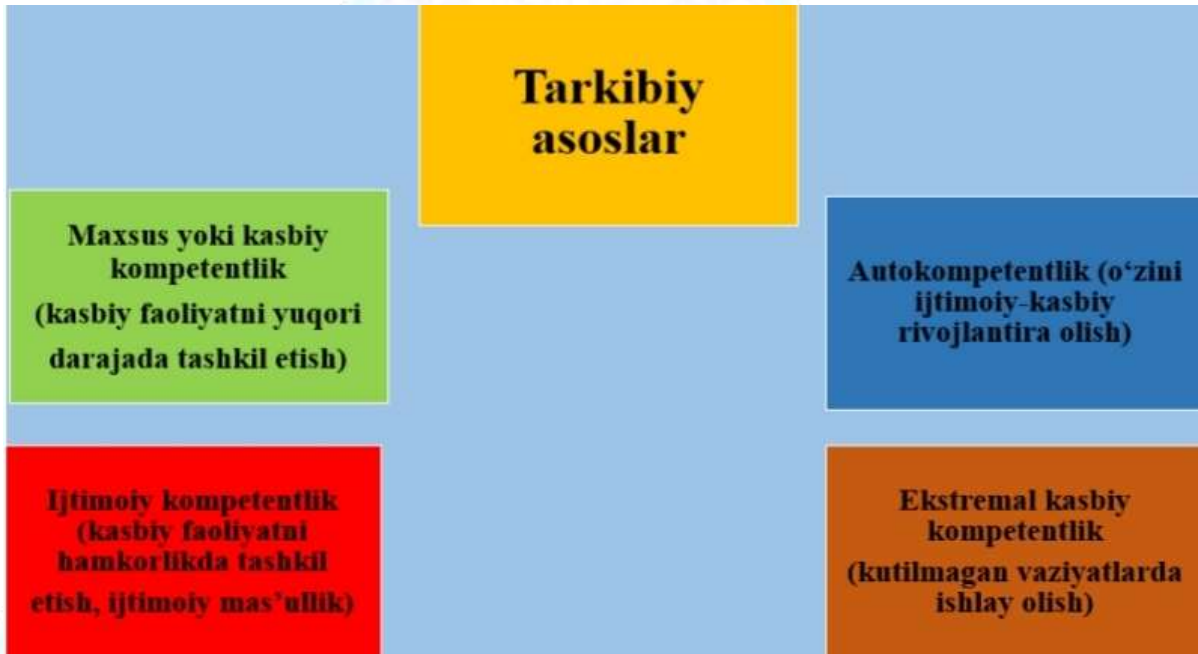 Tarkibiy
asoslar
Maxsus yoki kasbiy
kompetentlik
(kasbiy faoliyatni yuqori
darajada tashkil etish)
Autokompetentlik (o‘zini
ijtimoiy-kasbiy
rivojlantira olish)
Ijtimoiy kompetentlik
(kasbiy faoliyatni
hamkorlikda tashkil
etish, ijtimoiy mas’ullik)
Ekstremal kasbiy
kompetentlik
(kutilmagan vaziyatlarda
ishlay olish)